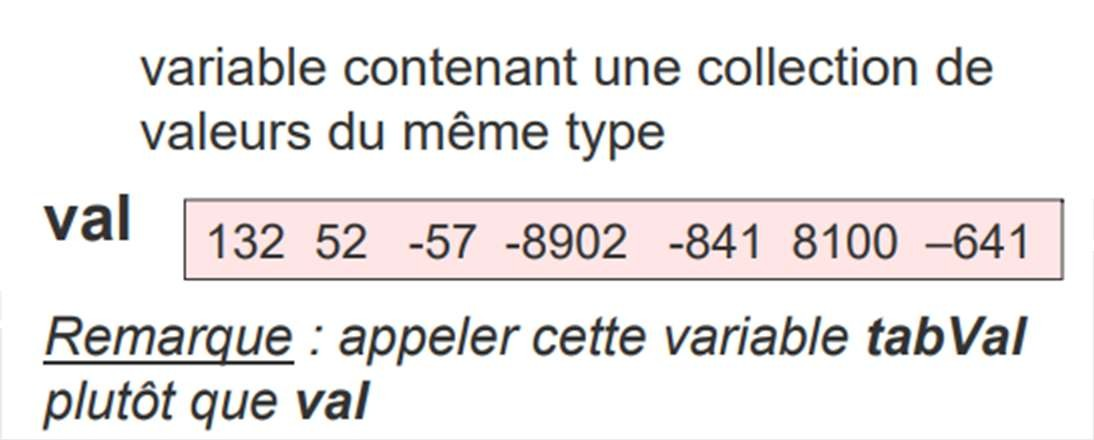 variable contenant une collection de
valeurs du même type
val 132 52 -57 -8902 -841 8100 –641
Remarque : appeler cette variable tabVal
plutôt que val